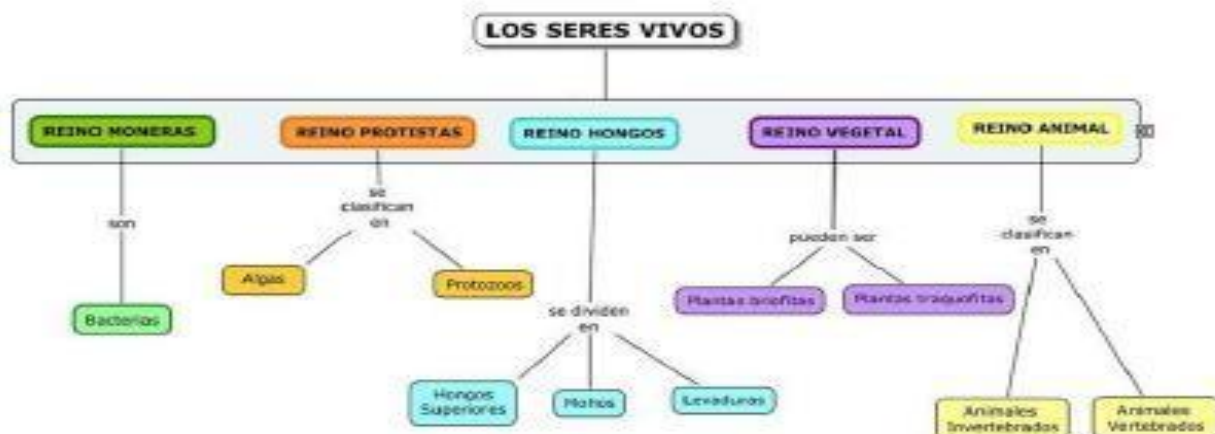 LOS SERES VIVOS
REINO MONERAS
REINO PROTISTAS
REINO HONGOS
REINO VEGETAL
REINO ANIMAL
son
se
clasifican
en
pueden ser
se
clasifican
en
Algas
Protozoos
Plantas briofitas
Plantas traqueofitas
Bacterias
se dividen
en
Hongos
Superiores
Mohos
Levaduras
Animales
Invertebrados
Animales
Vertebrados